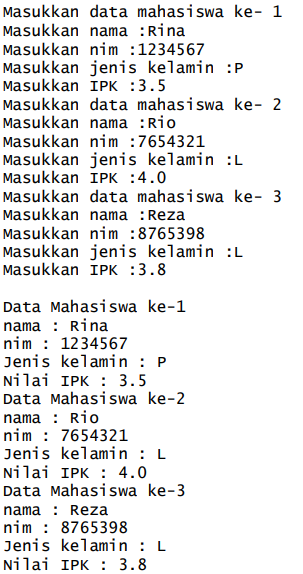 Masukkan data mahasiswa ke- 1
Masukkan nama :Rina
Masukkan nim :1234567
Masukkan jenis kelamin :P
Masukkan IPK :3.5
Masukkan data mahasiswa ke- 2
Masukkan nama :Rio
Masukkan nim :7654321
Masukkan jenis kelamin :L
Masukkan IPK :4.0
Masukkan data mahasiswa ke- 3
Masukkan nama :Reza
Masukkan nim :8765398
Masukkan jenis kelamin :L
Masukkan IPK :3.8

Data Mahasiswa ke-1
nama : Rina
nim : 1234567
Jenis kelamin : P
Nilai IPK : 3.5
Data Mahasiswa ke-2
nama : Rio
nim : 7654321
Jenis kelamin : L
Nilai IPK : 4.0
Data Mahasiswa ke-3
nama : Reza
nim : 8765398
Jenis kelamin : L
Nilai IPK : 3.8